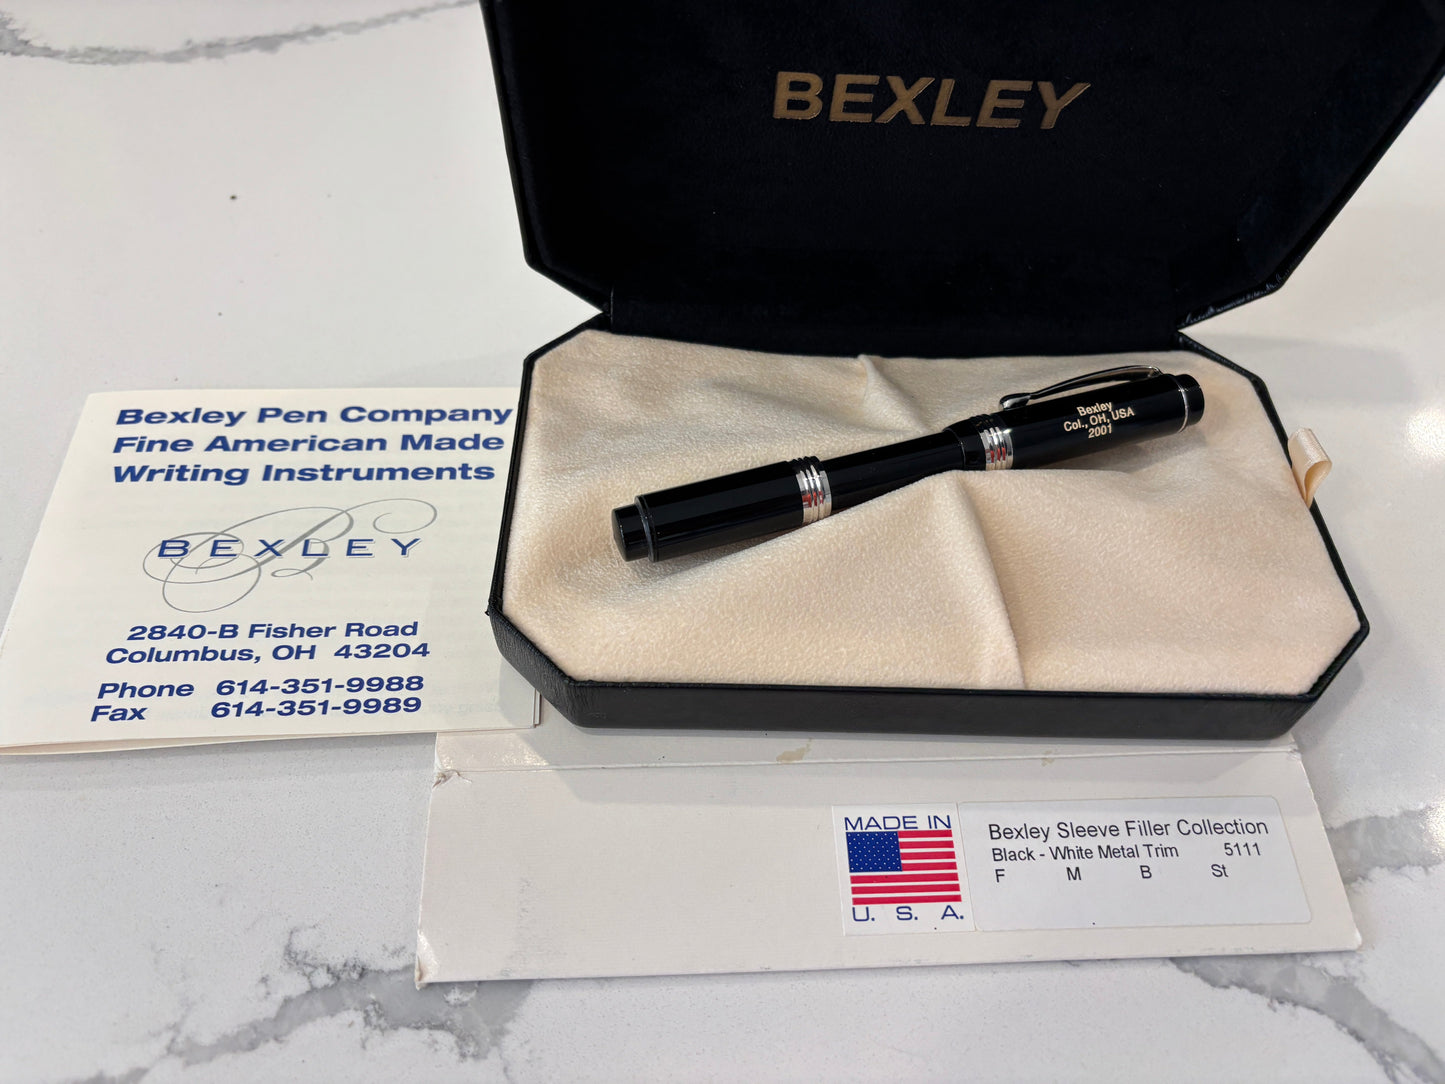 BEXLEY
Bexley
Col., OH, USA
2001
Bexley Pen Company
Fine American Made
Writing Instruments
BEXLEY
2840-B Fisher Road
Columbus, OH 43204
Phone 614-351-9988
Fax 614-351-9989
MADE IN
U. S. A.
Bexley Sleeve Filler Collection
Black - White Metal Trim 5111
F M B St